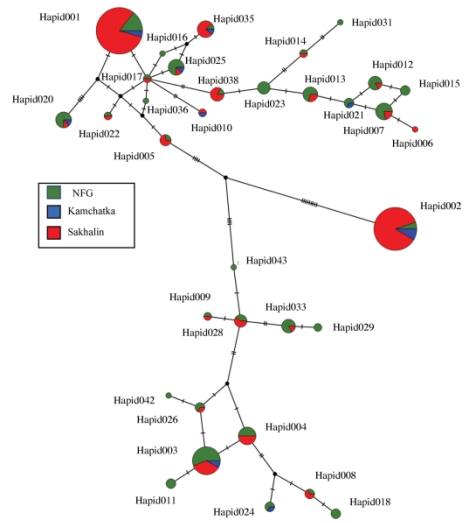 Hapid001
Hapid016
Hapid035
Hapid031
Hapid014
Hapid025
Hapid017
Hapid038
Hapid013
Hapid012
Hapid015
Hapid020
Hapid036
Hapid023
Hapid021
Hapid022
Hapid010
Hapid007
Hapid006
Hapid005
NFG
Kamchatka
Sakhalin
Hapid002
Hapid043
Hapid009
Hapid033
Hapid028
Hapid029
Hapid042
Hapid026
Hapid004
Hapid003
Hapid008
Hapid011
Hapid024
Hapid018